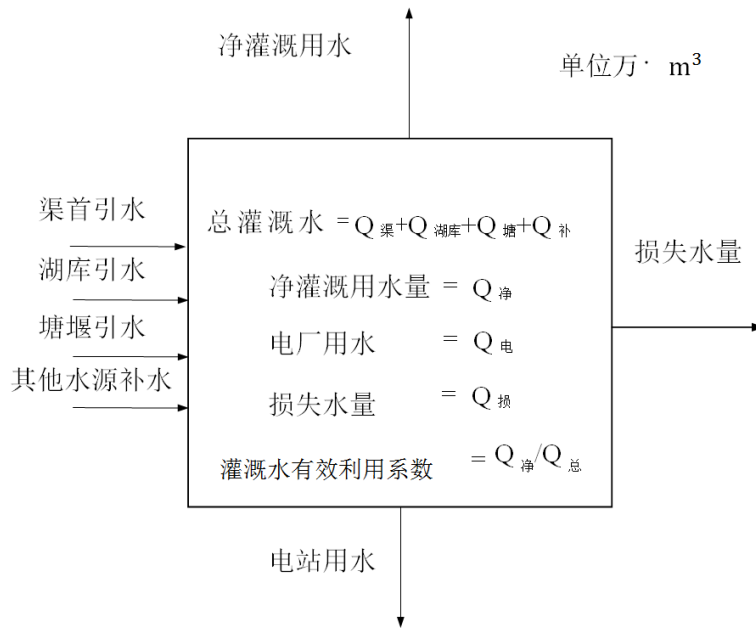 净灌溉用水
单位万· m³
渠首引水
湖库引水
塘堰引水
其他水源补水
总灌溉水 =Q渠+Q湖库+Q塘+Q补
净灌溉用水量 = Q净
电厂用水 = Q电
损失水量 = Q损
灌溉水有效利用系数 = Q净/Q总
损失水量
电站用水